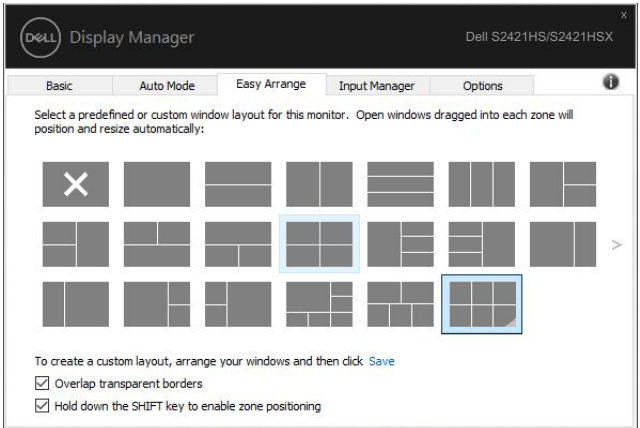 x
DELL Display Manager
Dell S2421HS/S2421HSX
Basic Auto Mode Easy Arrange Input Manager Options
Select a predefined or custom window layout for this monitor. Open windows dragged into each zone will
position and resize automatically:
>
To create a custom layout, arrange your windows and then click Save
Overlap transparent borders
Hold down the SHIFT key to enable zone positioning